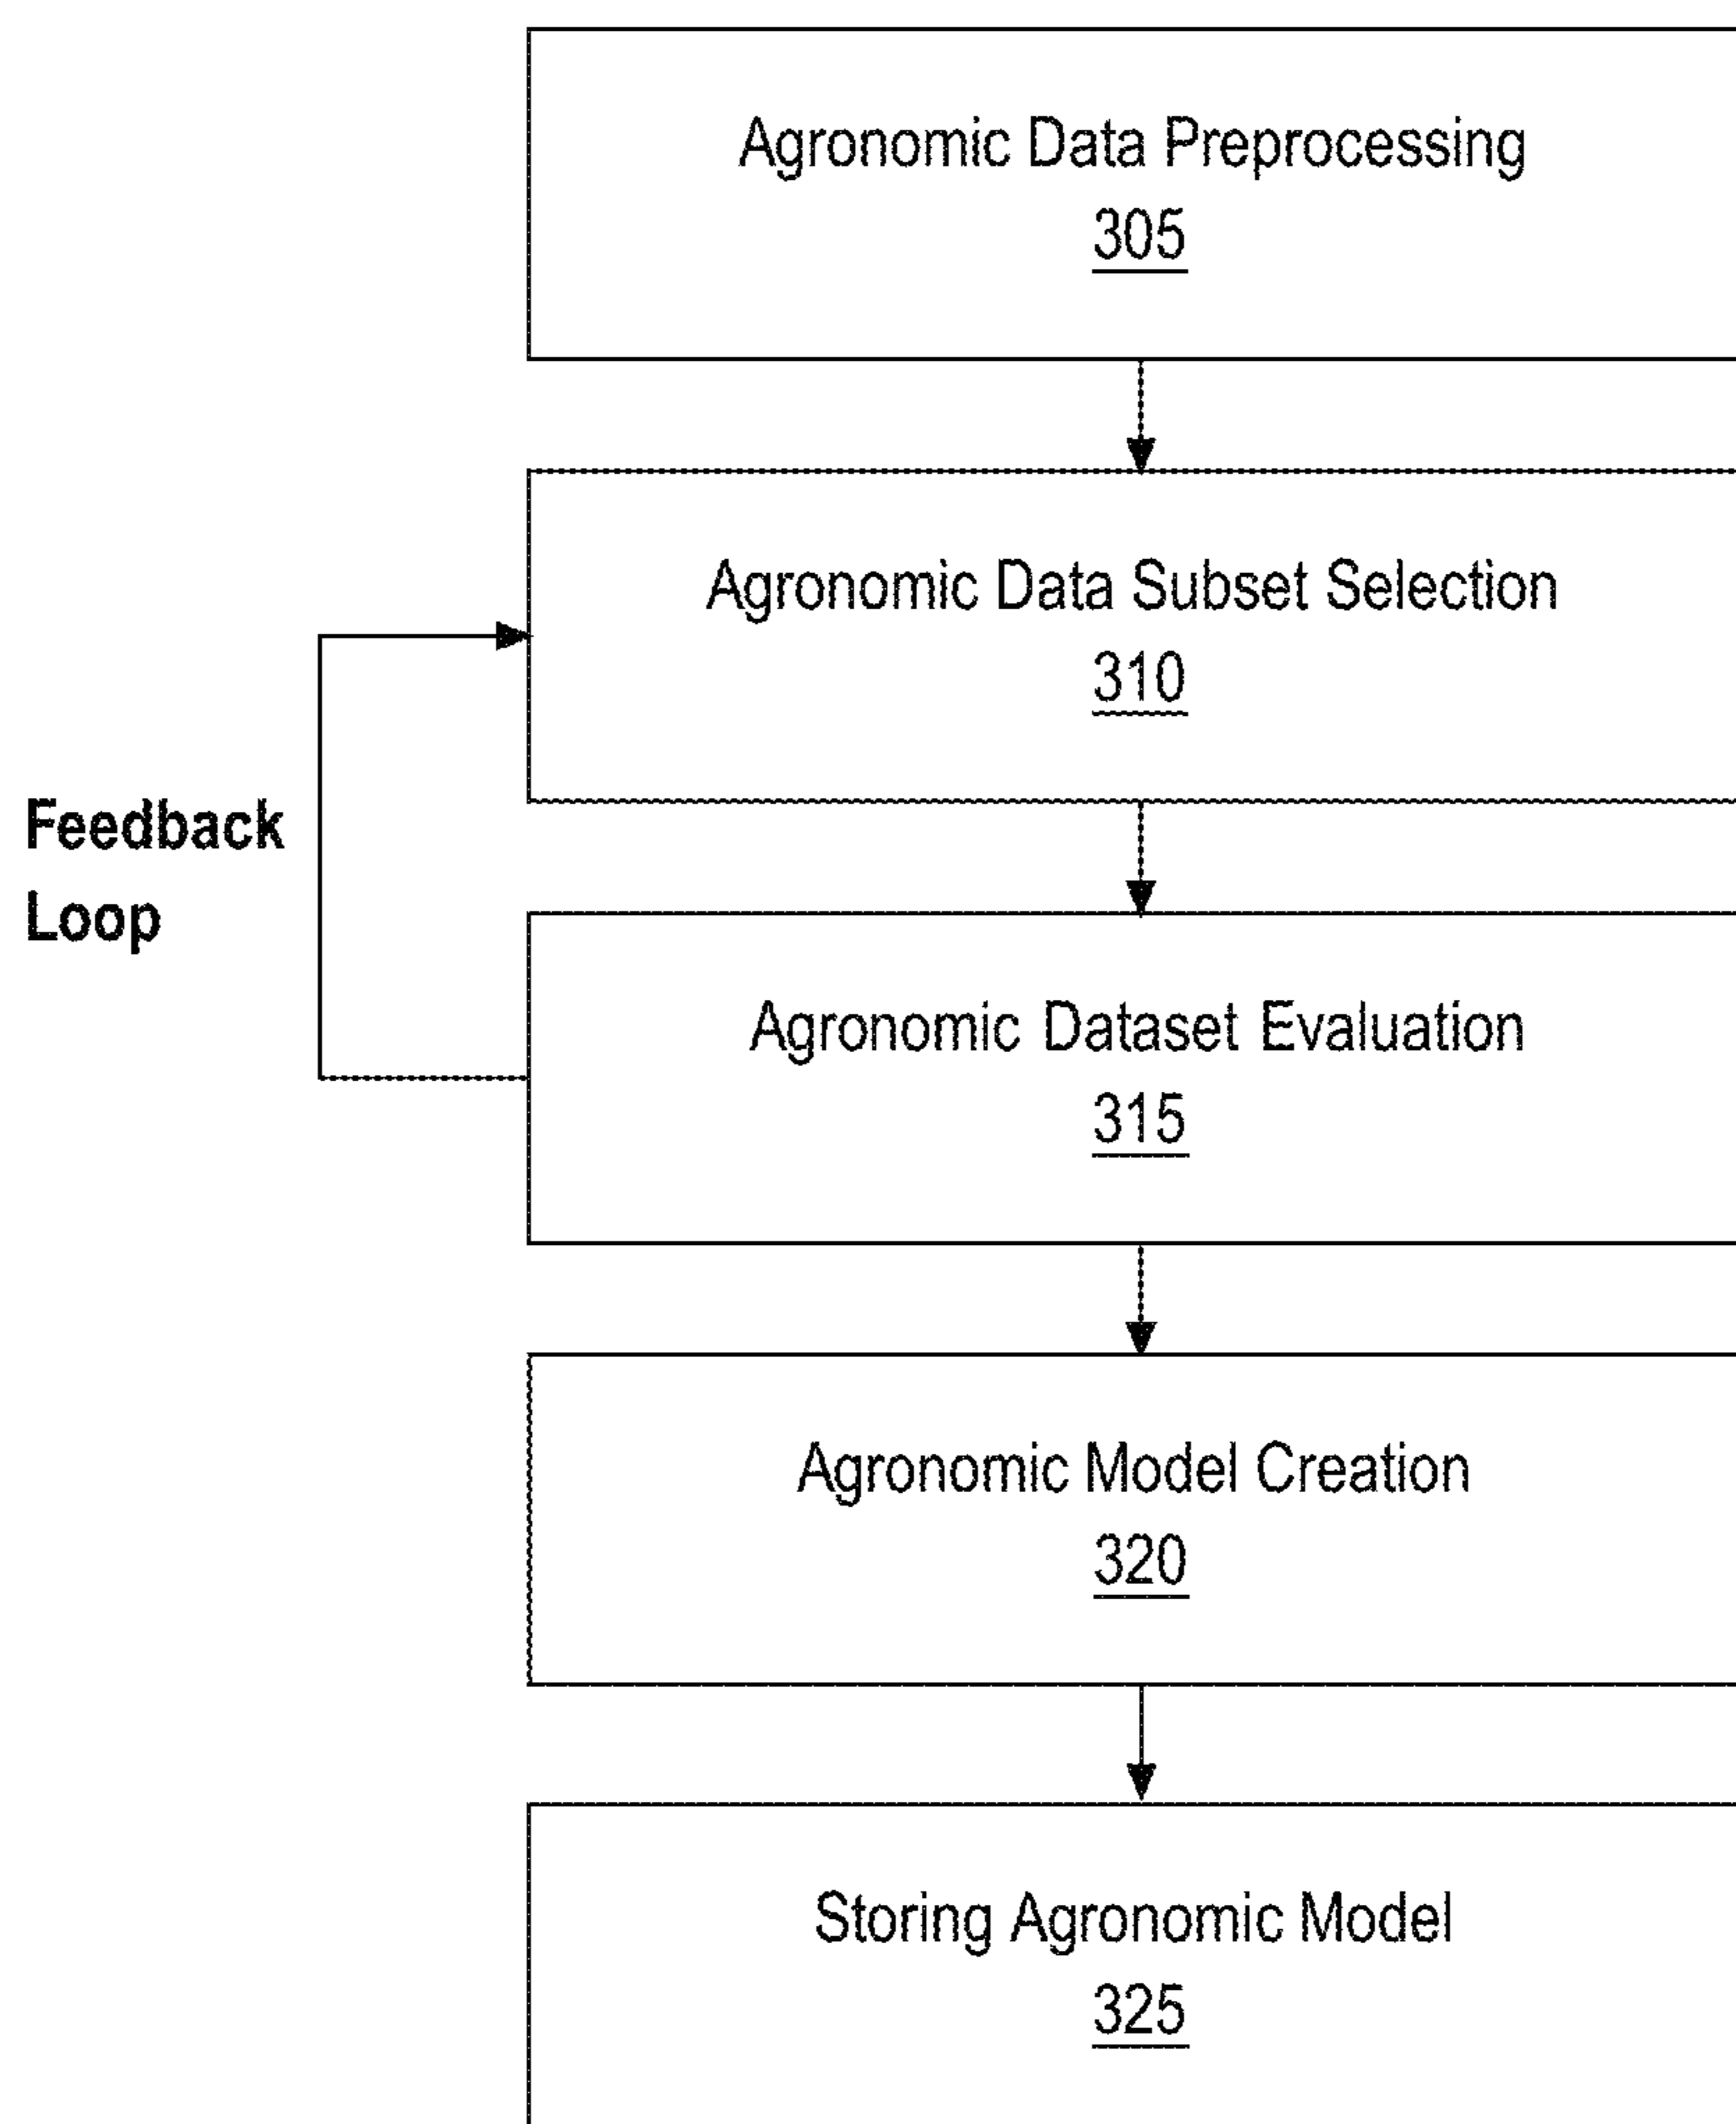 Agronomic Data Preprocessing
305
Agronomic Data Subset Selection
310
Feedback
Loop
Agronomic Dataset Evaluation
315
Agronomic Model Creation
320
Storing Agronomic Model
325